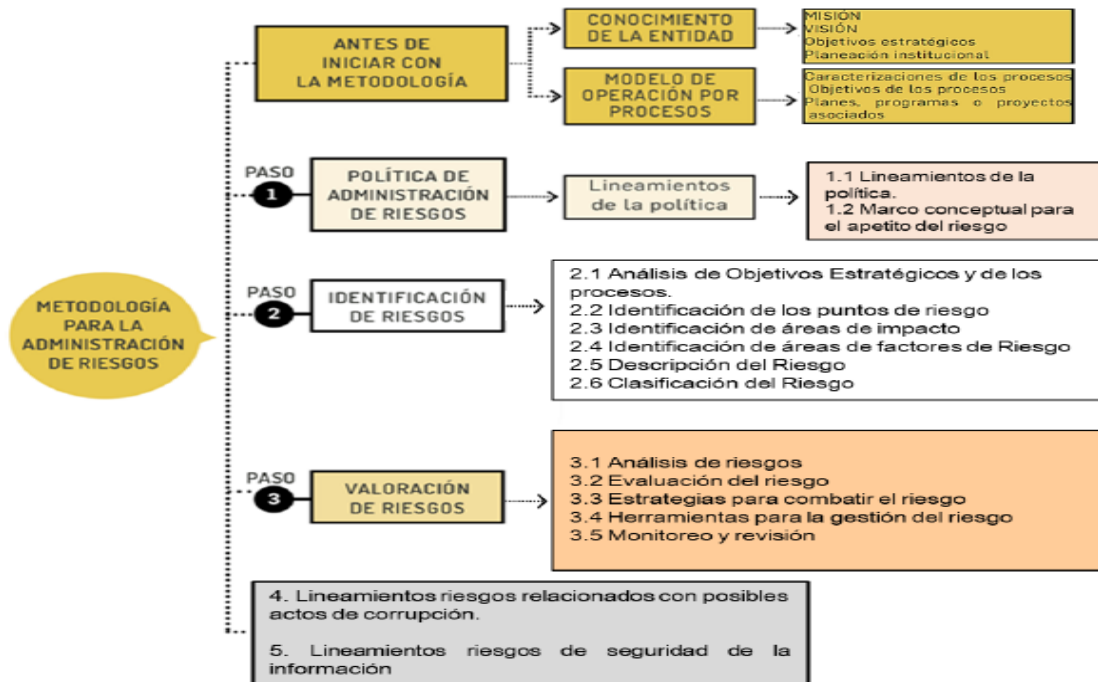 METODOLOGÍA
PARA LA
ADMINISTRACIÓN
DE RIESGOS
ANTES DE
INICIAR CON
LA METODOLOGÍA
CONOCIMIENTO
DE LA ENTIDAD
MISIÓN
VISIÓN
Objetivos estratégicos
Planeación institucional
MODELO DE
OPERACIÓN POR
PROCESOS
Caracterizaciones de los procesos
Objetivos de los procesos
Planes, programas o proyectos
asociados
PASO
1
POLÍTICA DE
ADMINISTRACIÓN
DE RIESGOS
Lineamientos
de la política
1.1 Lineamientos de la
política.
1.2 Marco conceptual para
el apetito del riesgo
PASO
2
IDENTIFICACIÓN
DE RIESGOS
2.1 Análisis de Objetivos Estratégicos y de los
procesos.
2.2 Identificación de los puntos de riesgo
2.3 Identificación de áreas de impacto
2.4 Identificación de áreas de factores de Riesgo
2.5 Descripción del Riesgo
2.6 Clasificación del Riesgo
PASO
3
VALORACIÓN
DE RIESGOS
3.1 Análisis de riesgos
3.2 Evaluación del riesgo
3.3 Estrategias para combatir el riesgo
3.4 Herramientas para la gestión del riesgo
3.5 Monitoreo y revisión
4. Lineamientos riesgos relacionados con posibles
actos de corrupción.
5. Lineamientos riesgos de seguridad de la
información